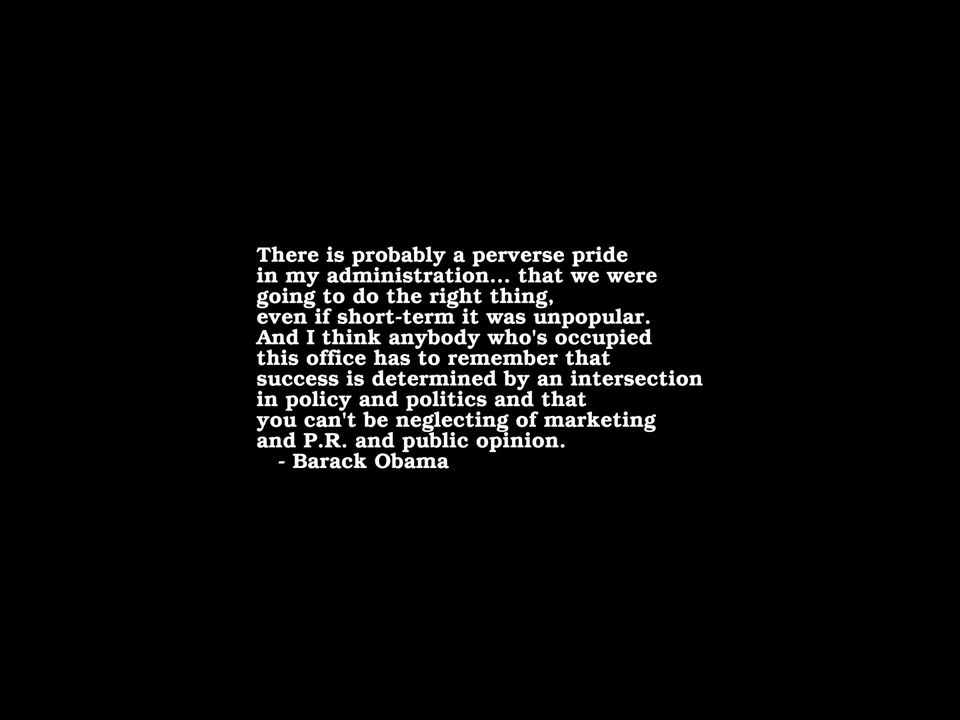 There is probably a perverse pride
in my administration... that we were
going to do the right thing,
even if short-term it was unpopular.
And I think anybody who's occupied
this office has to remember that
success is determined by an intersection
in policy and politics and that
you can't be neglecting of marketing
and P.R. and public opinion.
- Barack Obama